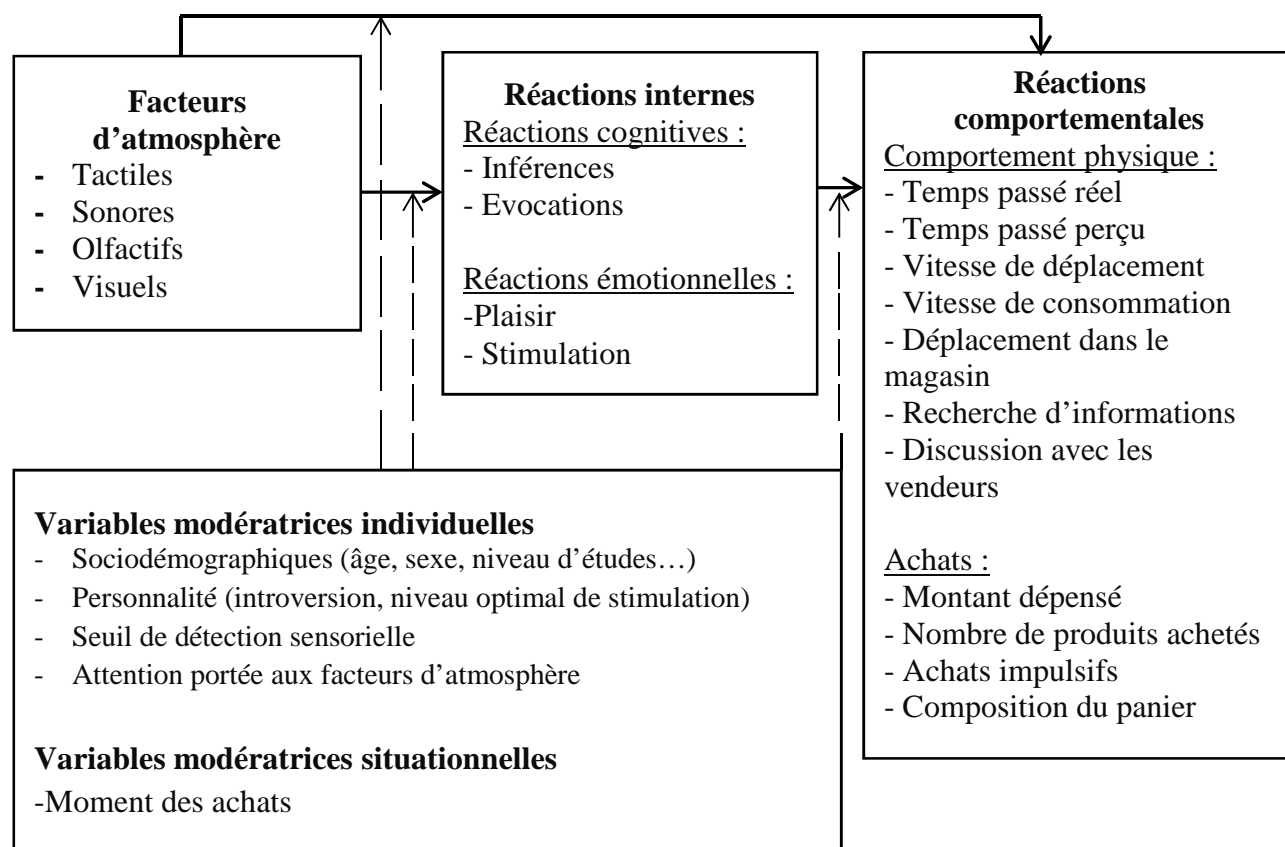 Facteurs
d’atmosphère
- Tactiles
- Sonores
- Olfactifs
- Visuels
Réactions internes
Réactions cognitives :
- Inférences
- Evocations
Réactions émotionnelles :
-Plaisir
- Stimulation
Réactions
comportementales
Comportement physique :
- Temps passé réel
- Temps passé perçu
- Vitesse de déplacement
- Vitesse de consommation
- Déplacement dans le
magasin
- Recherche d’informations
- Discussion avec les
vendeurs
Achats :
- Montant dépensé
- Nombre de produits achetés
- Achats impulsifs
- Composition du panier
Variables modératrices individuelles
- Sociodémographiques (âge, sexe, niveau d’études…)
- Personnalité (introversion, niveau optimal de stimulation)
- Seuil de détection sensorielle
- Attention portée aux facteurs d’atmosphère
Variables modératrices situationnelles
-Moment des achats